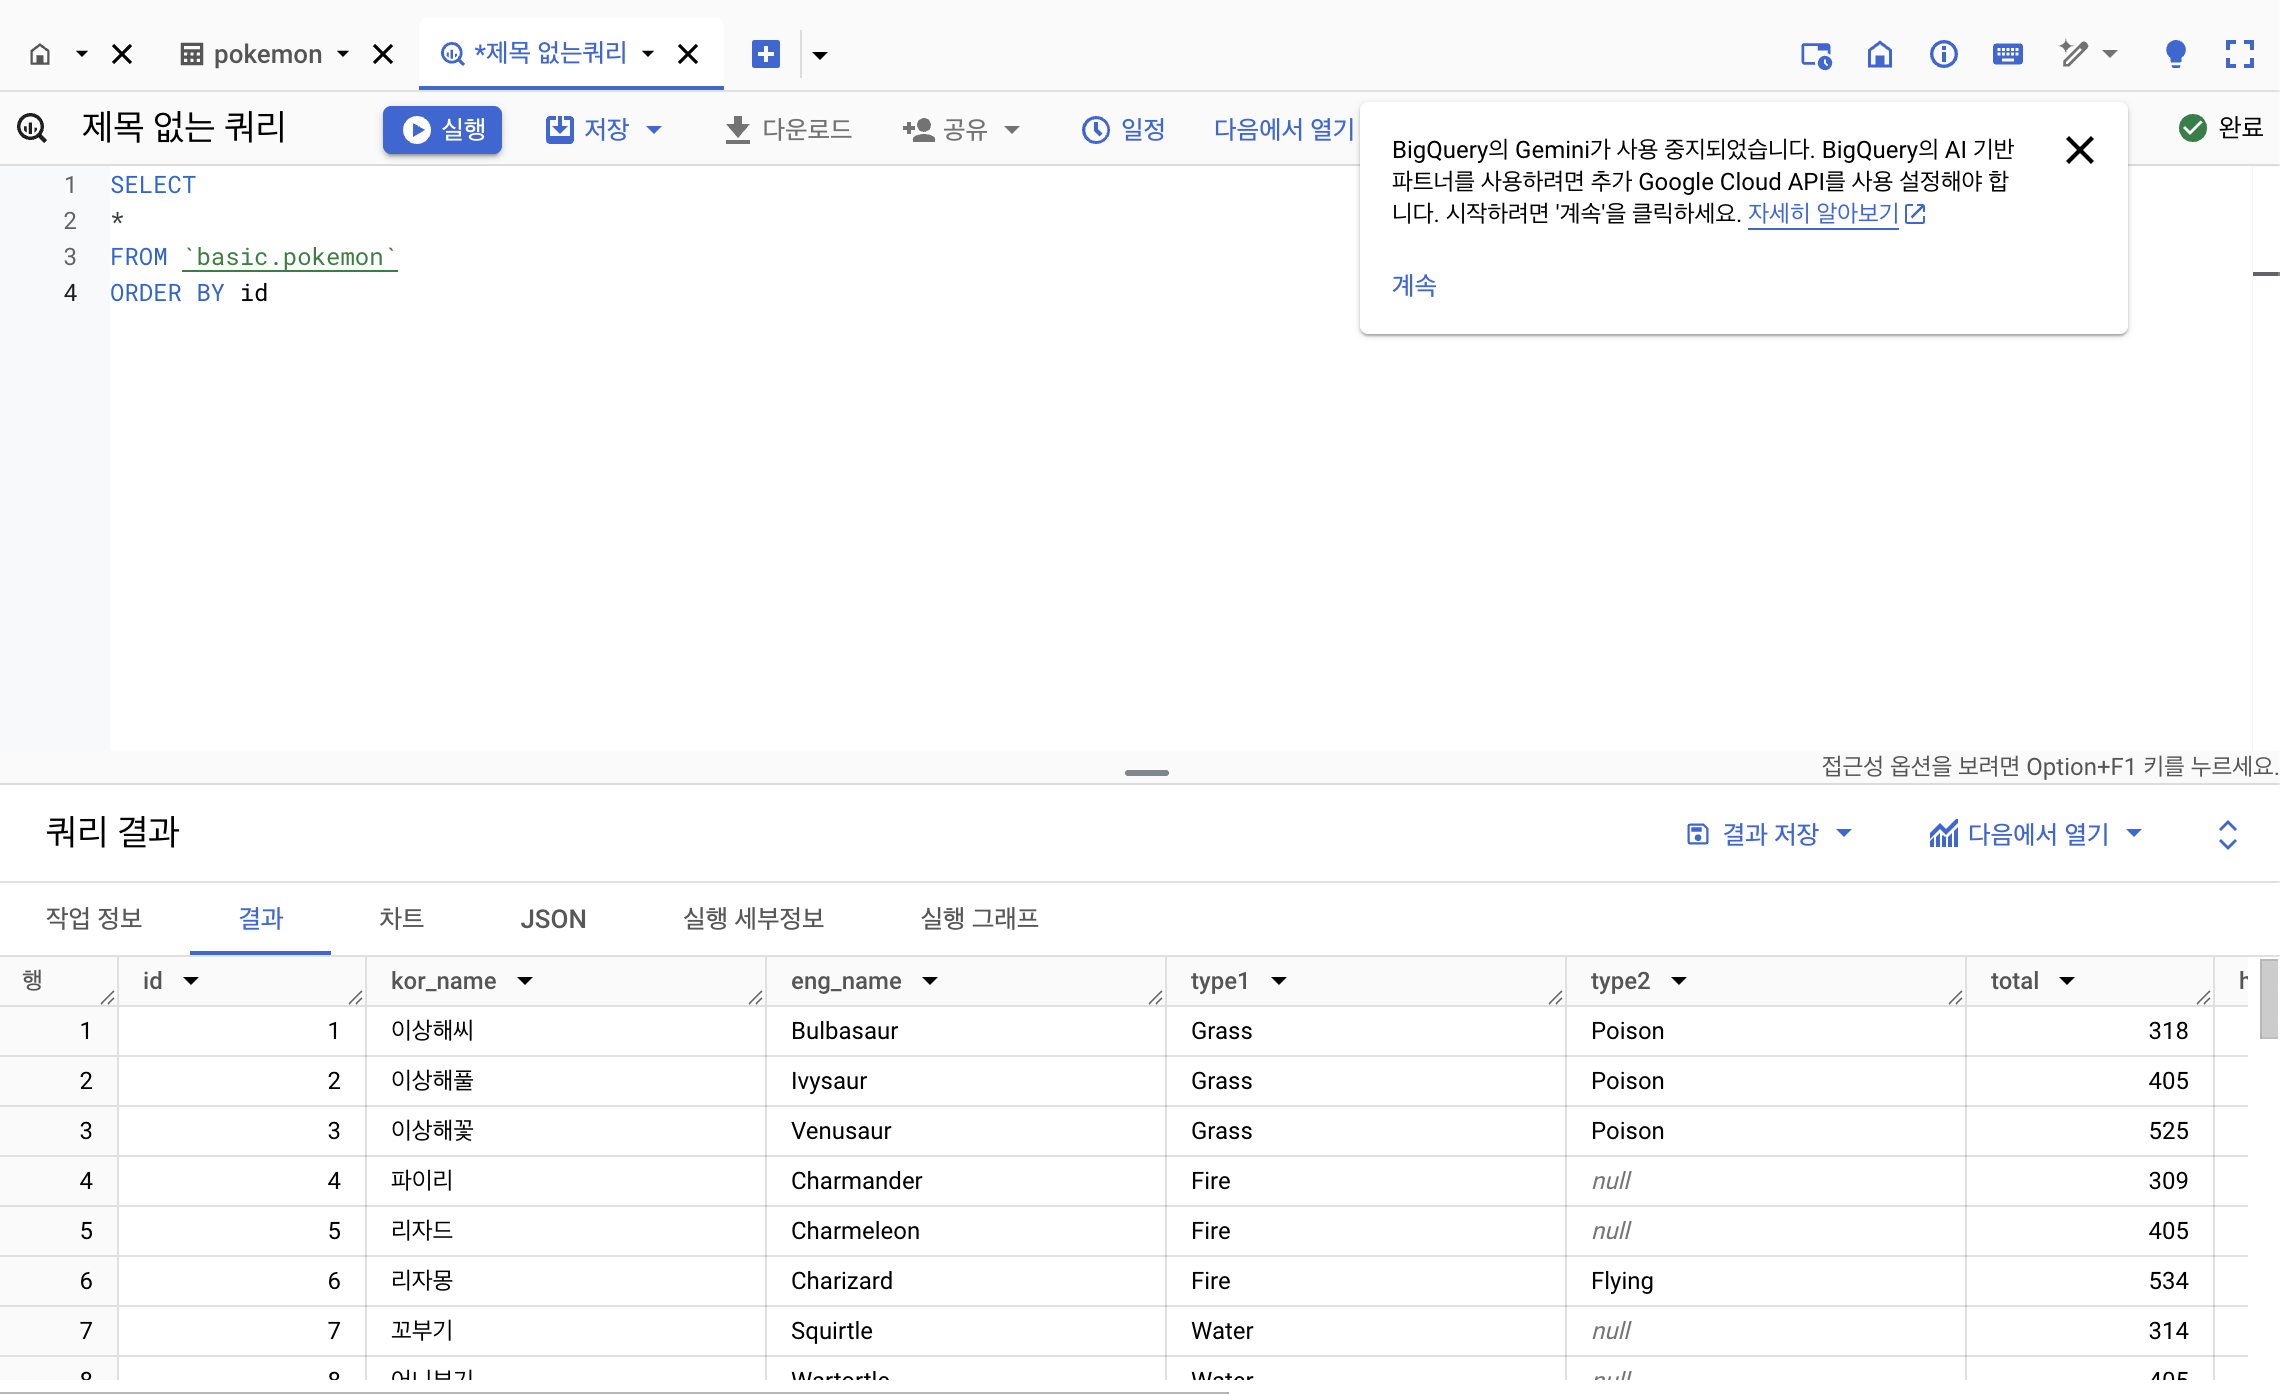 pokemon
*제목 없는쿼리
제목 없는 쿼리
실행
저장
다운로드
공유
일정
다음에서 열기
완료
BigQuery의 Gemini가 사용 중지되었습니다. BigQuery의 AI 기반
파트너를 사용하려면 추가 Google Cloud API를 사용 설정해야 합
니다. 시작하려면 '계속'을 클릭하세요. 자세히 알아보기
계속
1 SELECT
2 *
3 FROM `basic.pokemon`
4 ORDER BY id
접근성 옵션을 보려면 Option+F1 키를 누르세요.
쿼리 결과
결과 저장
다음에서 열기
작업 정보 결과 차트 JSON 실행 세부정보 실행 그래프
행 id kor_name eng_name type1 type2 total h
1 1 이상해씨 Bulbasaur Grass Poison 318
2 2 이상해풀 Ivysaur Grass Poison 405
3 3 이상해꽃 Venusaur Grass Poison 525
4 4 파이리 Charmander Fire null 309
5 5 리자드 Charmeleon Fire null 405
6 6 리자몽 Charizard Fire Flying 534
7 7 꼬부기 Squirtle Water null 314
8 8 어니부기 Wartortle Water null 405